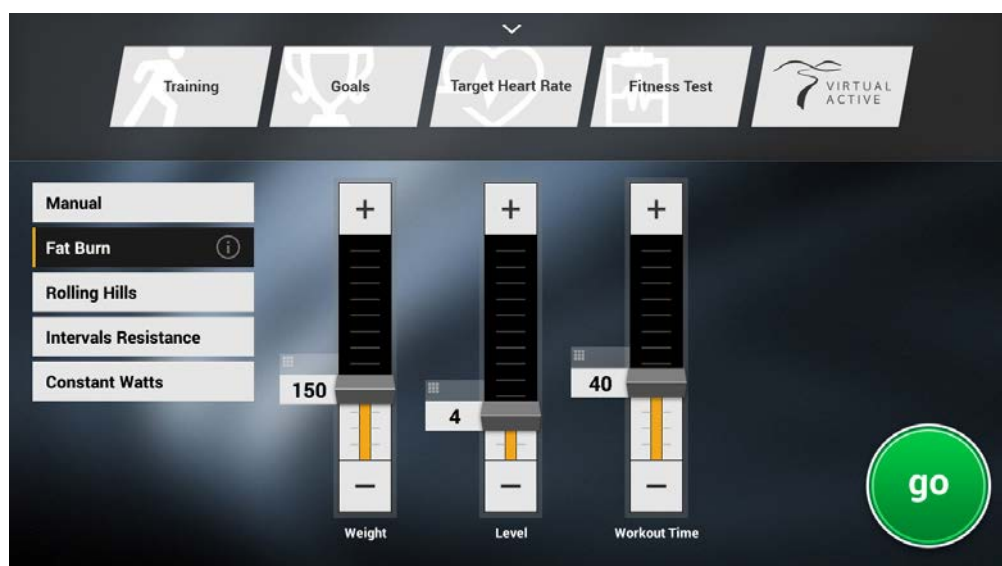 Training
Goals
Target Heart Rate
Fitness Test
VIRTUAL
ACTIVE
Manual
Fat Burn
Rolling Hills
Intervals Resistance
Constant Watts
+
+
+
150
4
40
−
−
−
Weight
Level
Workout Time
go